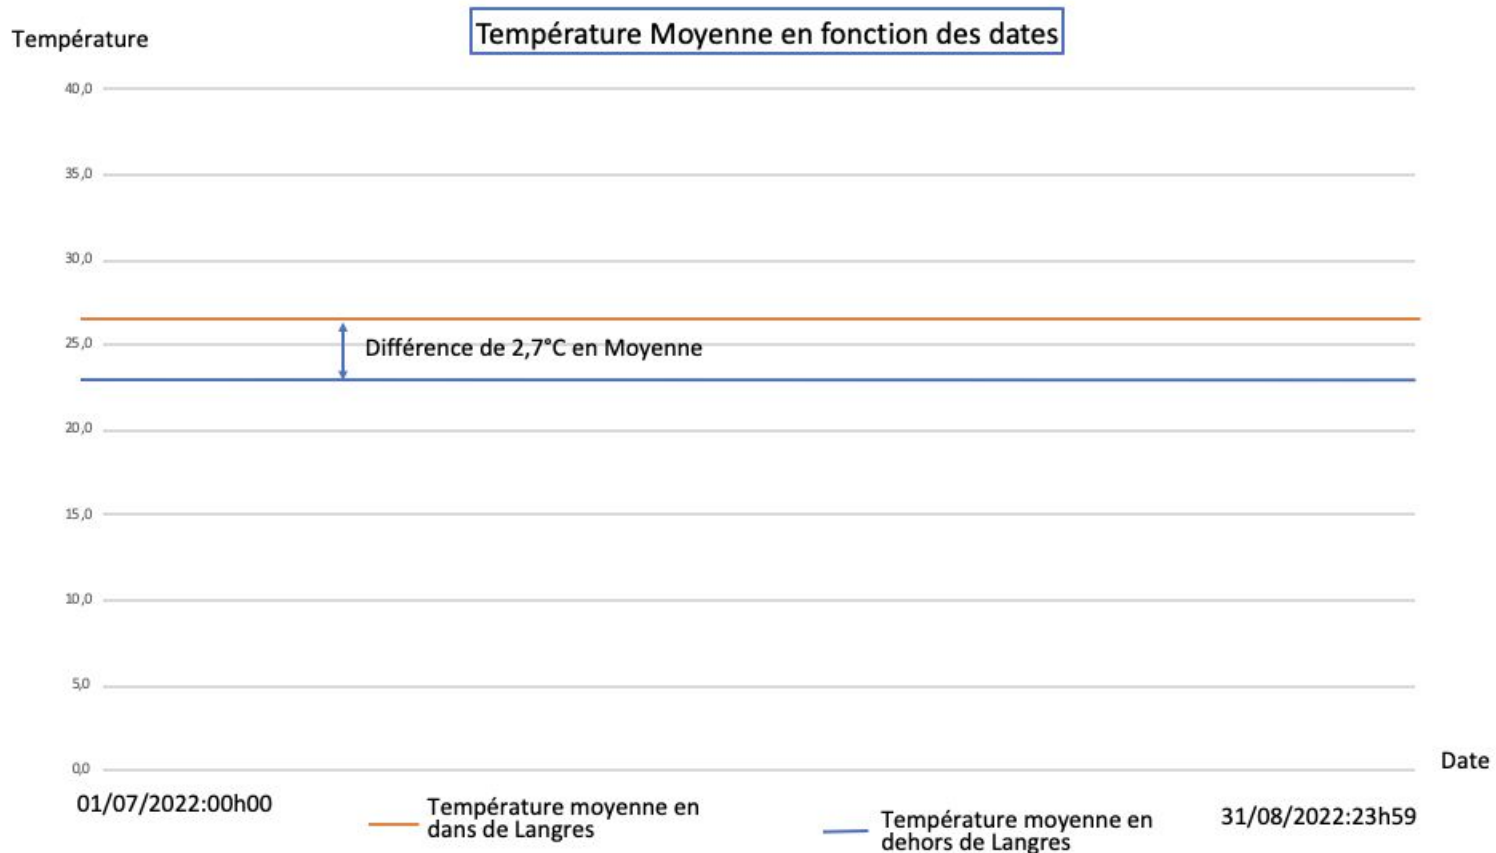 Température Moyenne en fonction des dates
Température
40,0
35,0
30,0
25,0
Différence de 2,7°C en Moyenne
20,0
15,0
10,0
5,0
0,0
Date
01/07/2022:00h00
Température moyenne en
dans de Langres
Température moyenne en
dehors de Langres
31/08/2022:23h59